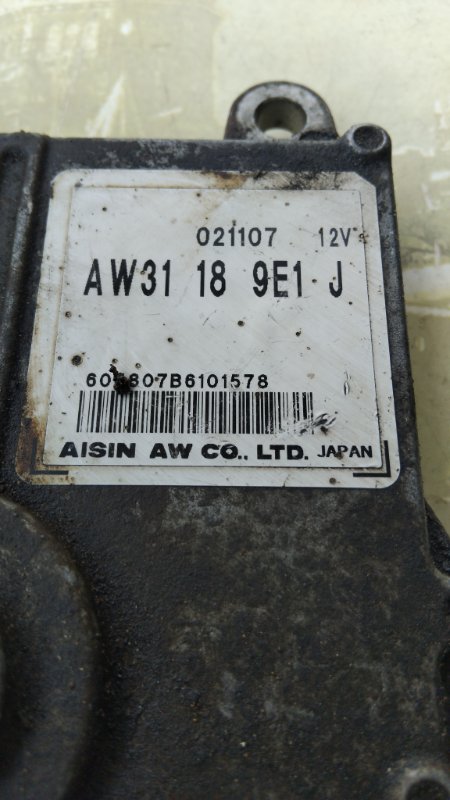 021107 12V
AW31 18 9E1 J
AISIN AW CO., LTD. JAPAN